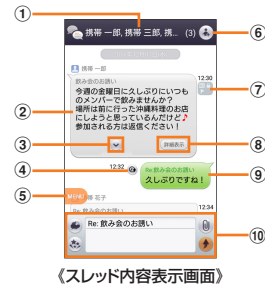 ①
携帯 一郎, 携帯 三郎, 携... (3)
⑥
携帯 一郎
12:30
飲み会のお誘い
今週の金曜日に久しぶりにいつも
のメンバーで飲みませんか?
場所は前に行った沖縄料理のお店
にしようと思っているんだけど♪
参加される方は返信ください!
詳細表示
⑦
②
③
⑧
④
12:32
Re:飲み会のお誘い
久しぶりですね!
⑨
⑤
MENU
帯 花子
Re: 飲み会のお誘い
12:34
Re: 飲み会のお誘い
⑩
《スレッド内容表示画面》